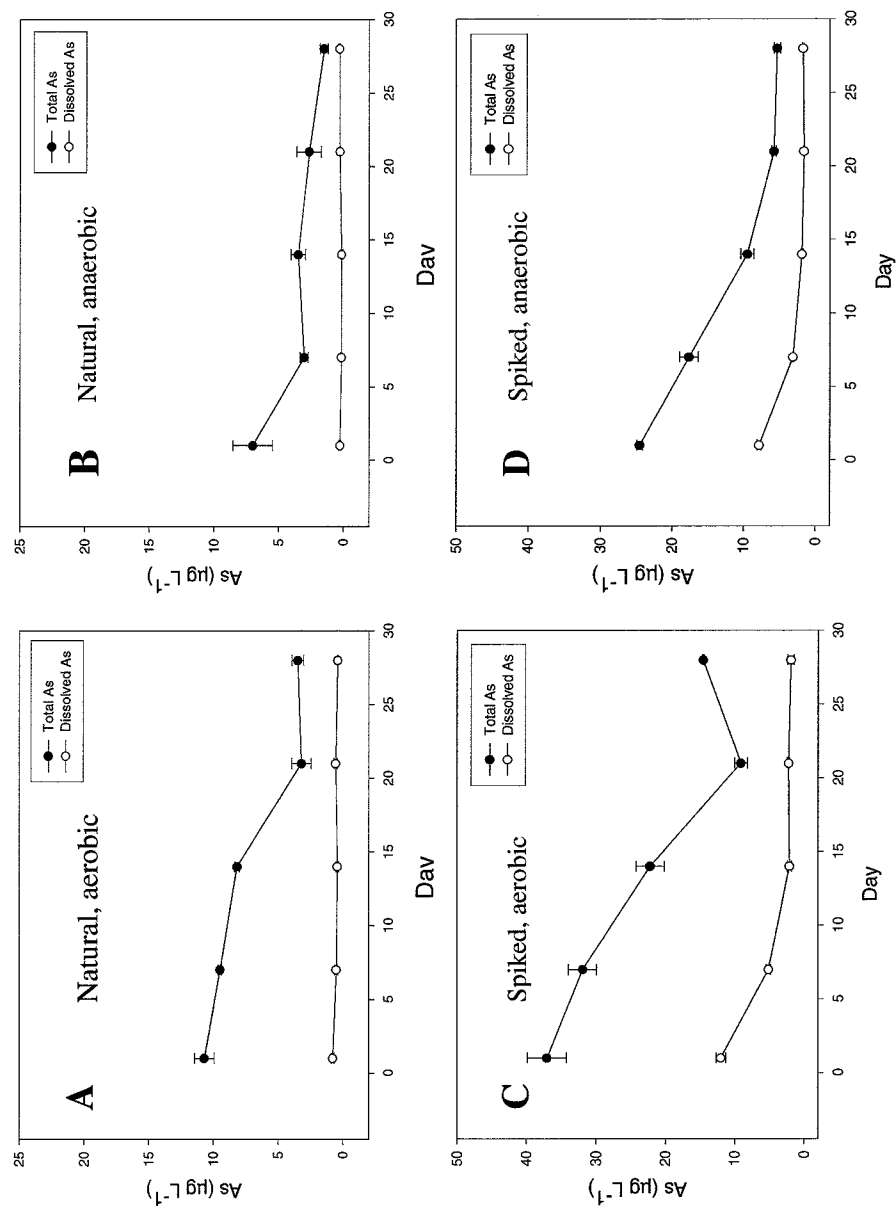 A
Natural, aerobic
Total As
Dissolved As
25
20
15
10
5
0
As (µg L⁻¹)
0
5
10
15
20
25
30
Dav
B
Natural, anaerobic
Total As
Dissolved As
25
20
15
10
5
0
As (µg L⁻¹)
0
5
10
15
20
25
30
Dav
C
Spiked, aerobic
Total As
Dissolved As
50
40
30
20
10
0
As (µg L⁻¹)
0
5
10
15
20
25
30
Day
D
Spiked, anaerobic
Total As
Dissolved As
50
40
30
20
10
0
As (µg L⁻¹)
0
5
10
15
20
25
30
Day